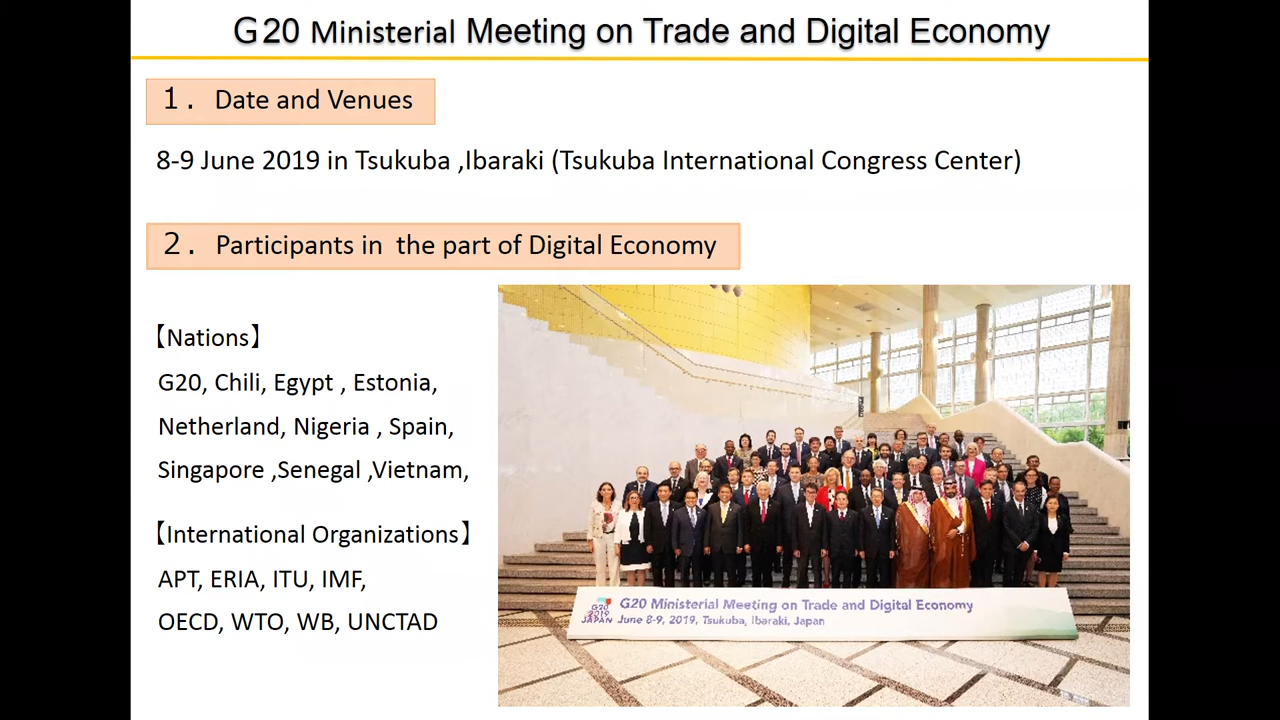 G20 Ministerial Meeting on Trade and Digital Economy
1. Date and Venues
8-9 June 2019 in Tsukuba ,Ibaraki (Tsukuba International Congress Center)
2. Participants in the part of Digital Economy
【Nations】
G20, Chili, Egypt , Estonia,
Netherland, Nigeria , Spain,
Singapore ,Senegal ,Vietnam,
【International Organizations】
APT, ERIA, ITU, IMF,
OECD, WTO, WB, UNCTAD
G20
2019
JAPAN
G20 Ministerial Meeting on Trade and Digital Economy
June 8-9, 2019, Tsukuba, Ibaraki, Japan